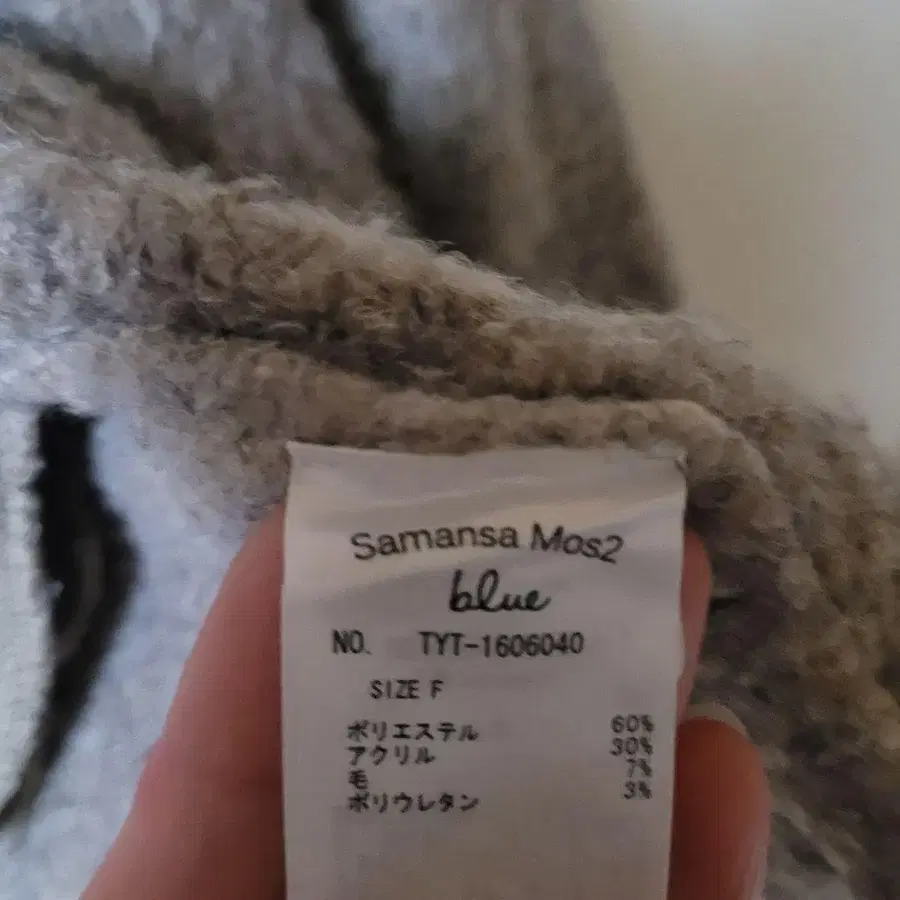 Samansa Mos2
blue
NO. TYT-1606040
SIZE F
ポリエステル 60%
アクリル 30%
毛 7%
ポリウレタン 3%